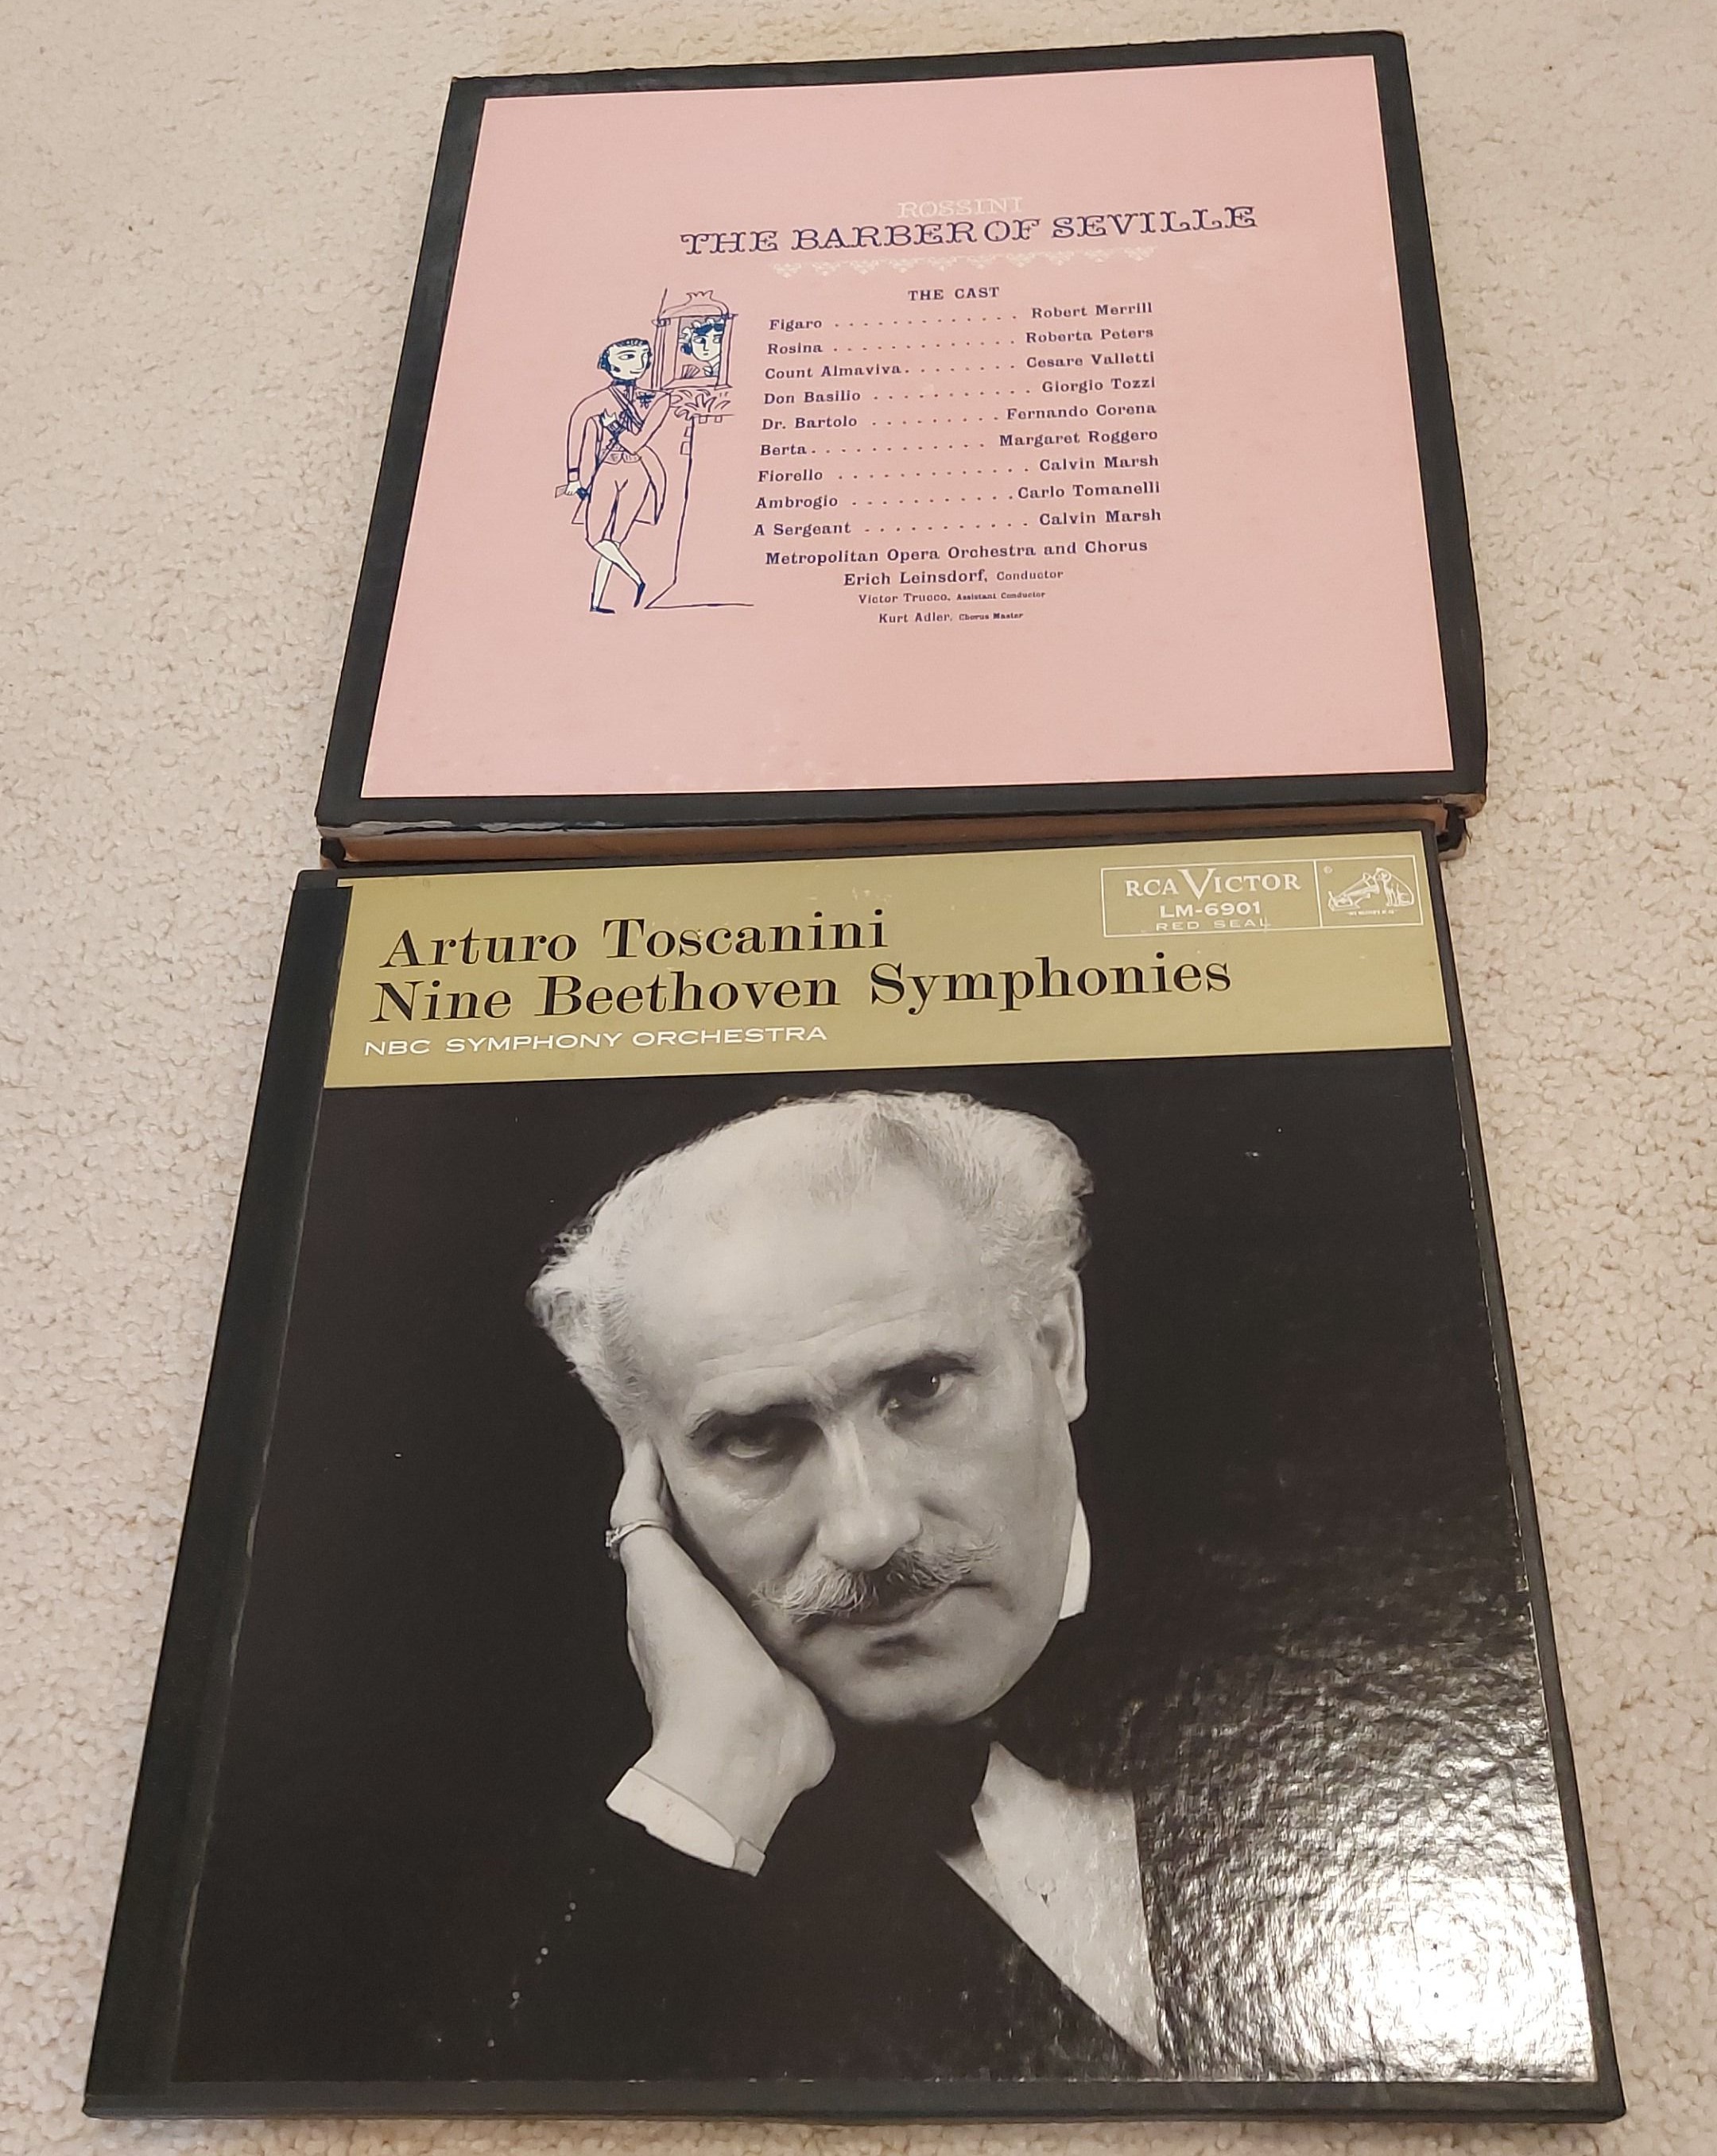 ROSSINI
THE BARBER OF SEVILLE
THE CAST
Figaro . . . . . . . . . . . . . Robert Merrill
Rosina . . . . . . . . . . . . . Roberta Peters
Count Almaviva. . . . . . . . Cesare Valletti
Don Basilio . . . . . . . . . . . Giorgio Tozzi
Dr. Bartolo . . . . . . . . . Fernando Corena
Berta . . . . . . . . . . . . Margaret Roggero
Fiorello . . . . . . . . . . . . . . Calvin Marsh
Ambrogio . . . . . . . . . . . Carlo Tomanelli
A Sergeant . . . . . . . . . . . Calvin Marsh
Metropolitan Opera Orchestra and Chorus
Erich Leinsdorf, Conductor
Victor Trucco, Assistant Conductor
Kurt Adler, Chorus Master
RCA VICTOR
LM-6901
RED SEAL
"HIS MASTER'S VOICE"
Arturo Toscanini
Nine Beethoven Symphonies
NBC SYMPHONY ORCHESTRA